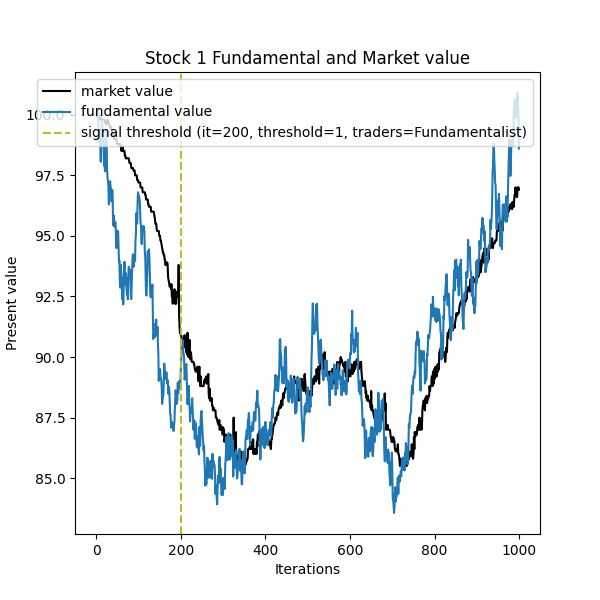 Stock 1 Fundamental and Market value
market value
fundamental value
signal threshold (it=200, threshold=1, traders=Fundamentalist)
100.0
97.5
95.0
92.5
90.0
87.5
85.0
Present value
0 200 400 600 800 1000
Iterations